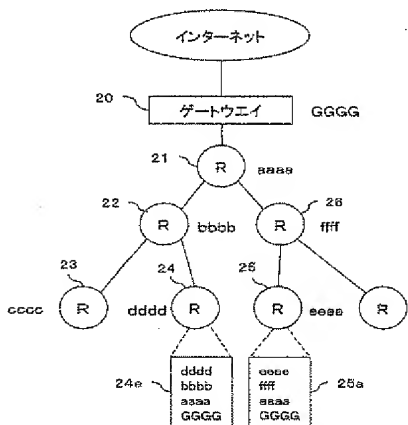 インターネット
20
ゲートウエイ GGGG
21
R aaaa
22 26
R bbbb R ffff
23 24 25
cccc R dddd R R eeee R
dddd
bbbb
aaaa
GGGG
24e
eeee
ffff
aaaa
GGGG
25a